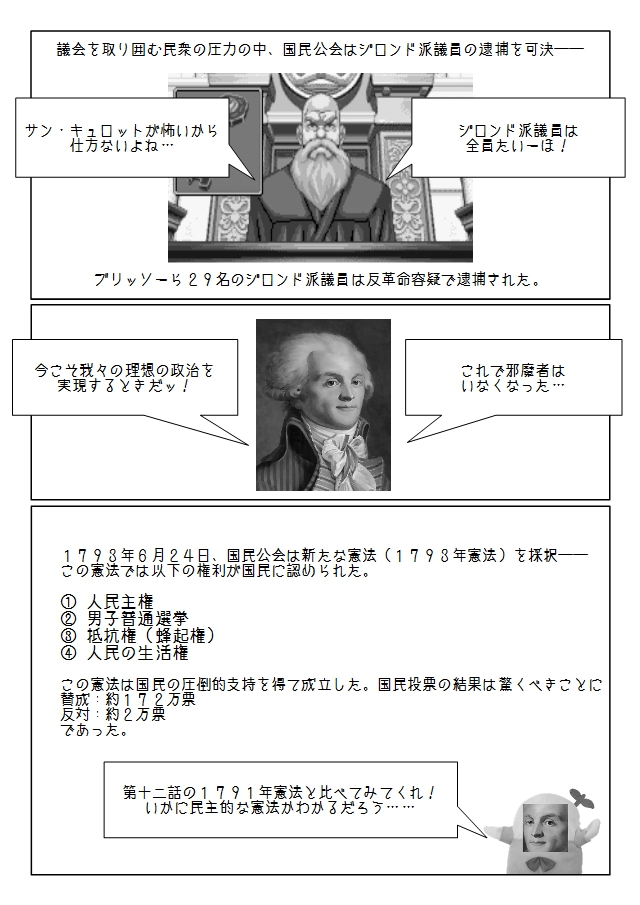 議会を取り囲む民衆の圧力の中、国民公会はジロンド派議員の逮捕を可決――
ジロンド派議員は
全員たいーほ！
サン・キュロットが怖いから
仕方ないよね…
ブリッソーら２９名のジロンド派議員は反革命容疑で逮捕された。
これで邪魔者は
いなくなった…
今こそ我々の理想の政治を
実現するときだッ！
１７９３年６月２４日、国民公会は新たな憲法（１７９３年憲法）を採択――
この憲法では以下の権利が国民に認められた。
① 人民主権
② 男子普通選挙
③ 抵抗権（蜂起権）
④ 人民の生活権
この憲法は国民の圧倒的支持を得て成立した。国民投票の結果は驚くべきことに
賛成：約１７２万票
反対：約２万票
であった。
第十二話の１７９１年憲法と比べてみてくれ！
いかに民主的な憲法かわかるだろう……